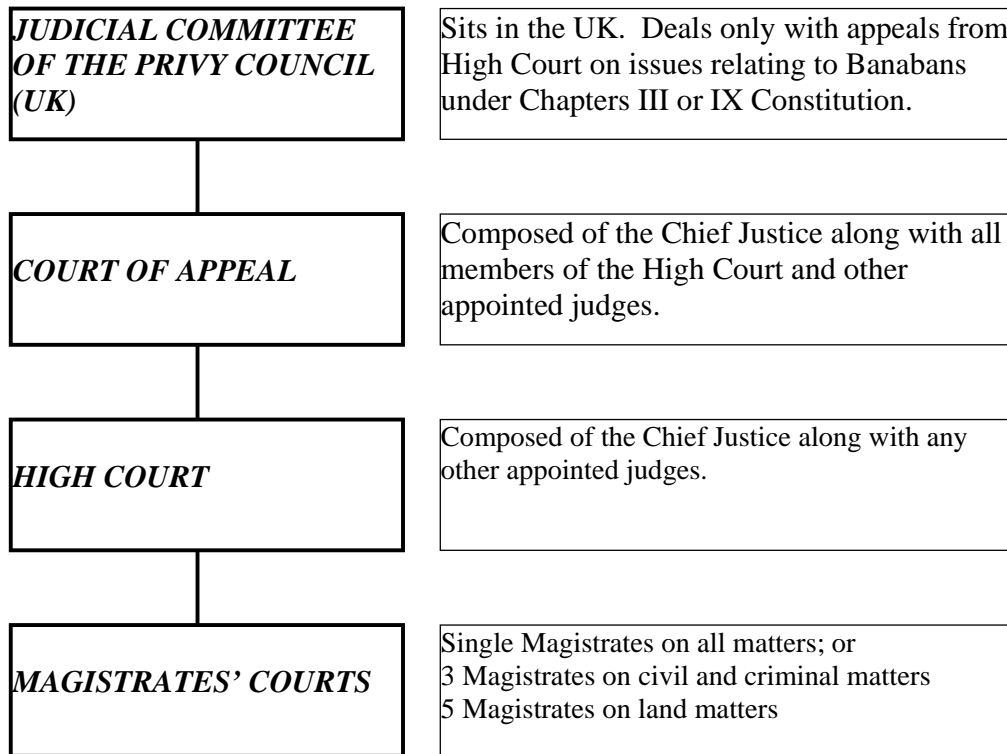 JUDICIAL COMMITTEE
OF THE PRIVY COUNCIL
(UK)
Sits in the UK.  Deals only with appeals from
High Court on issues relating to Banabans
under Chapters III or IX Constitution.
COURT OF APPEAL
Composed of the Chief Justice along with all
members of the High Court and other
appointed judges.
HIGH COURT
Composed of the Chief Justice along with any
other appointed judges.
MAGISTRATES’ COURTS
Single Magistrates on all matters; or
3 Magistrates on civil and criminal matters
5 Magistrates on land matters